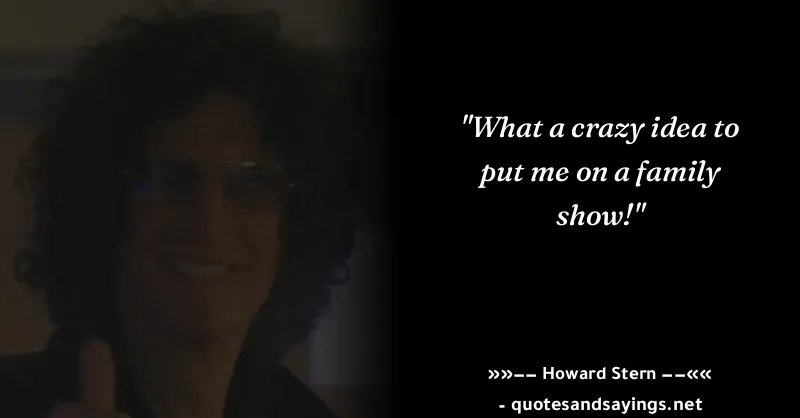 "What a crazy idea to
put me on a family
show!"
»»−− Howard Stern −−««
- quotesandsayings.net